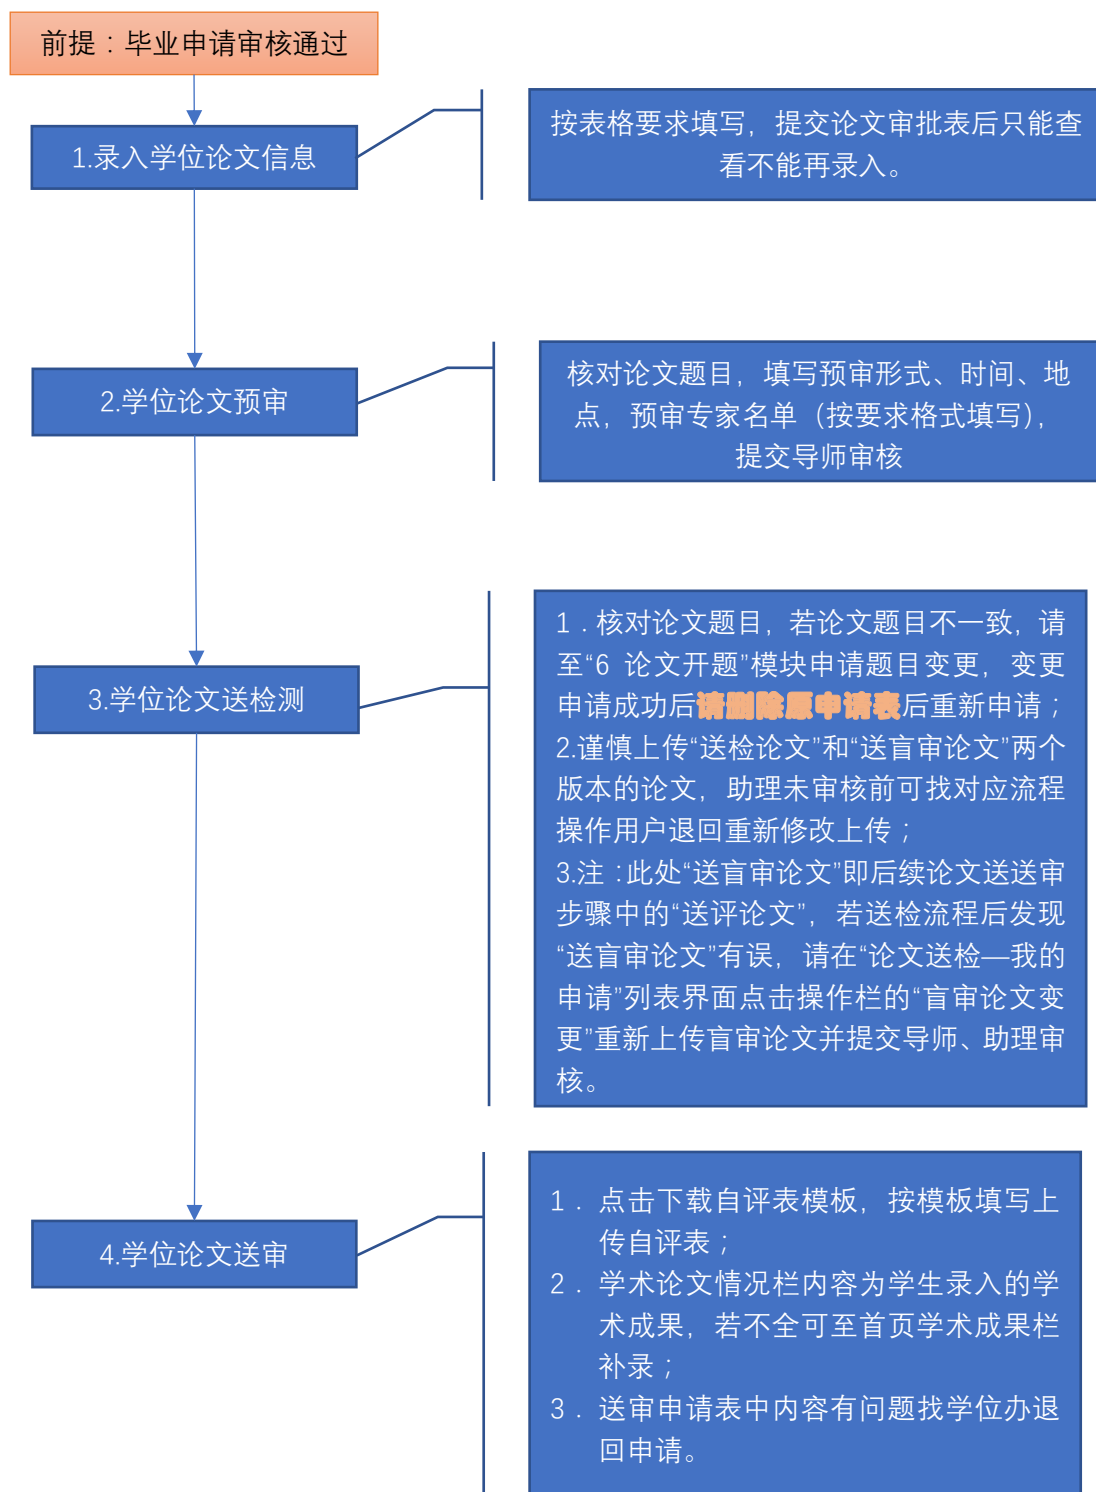 前提：毕业申请审核通过
1.录入学位论文信息
按表格要求填写，提交论文审批表后只能查
看不能再录入。
2.学位论文预审
核对论文题目，填写预审形式、时间、地
点，预审专家名单（按要求格式填写），
提交导师审核
3.学位论文送检测
1．核对论文题目，若论文题目不一致，请
至“6 论文开题”模块申请题目变更，变更
申请成功后请删除原申请表后重新申请；
2.谨慎上传“送检论文”和“送盲审论文”两个
版本的论文，助理未审核前可找对应流程
操作用户退回重新修改上传；
3.注：此处“送盲审论文”即后续论文送送审
步骤中的“送评论文”，若送检流程后发现
“送盲审论文”有误，请在“论文送检—我的
申请”列表界面点击操作栏的“盲审论文变
更”重新上传盲审论文并提交导师、助理审
核。
4.学位论文送审
1．点击下载自评表模板，按模板填写上
传自评表；
2．学术论文情况栏内容为学生录入的学
术成果，若不全可至首页学术成果栏
补录；
3．送审申请表中内容有问题找学位办退
回申请。